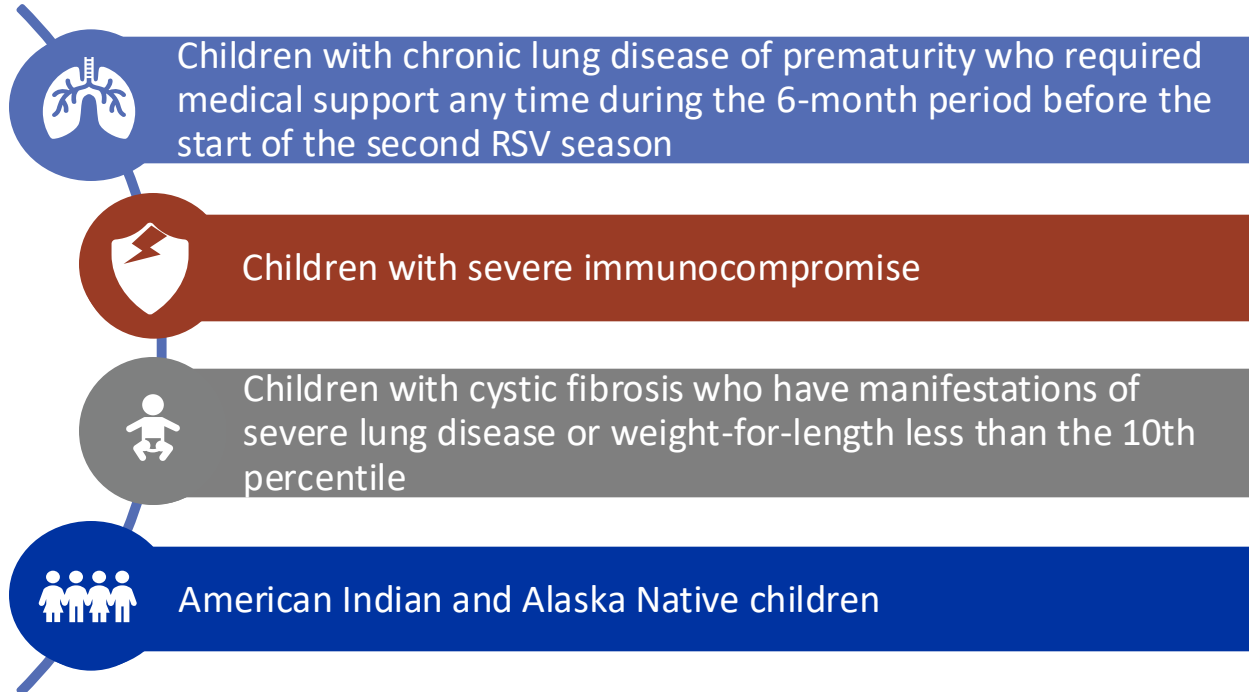 Children with chronic lung disease of prematurity who required
medical support any time during the 6-month period before the
start of the second RSV season
Children with severe immunocompromise
Children with cystic fibrosis who have manifestations of
severe lung disease or weight-for-length less than the 10th
percentile
American Indian and Alaska Native children